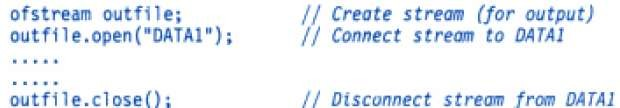 ofstream outfile; // Create stream (for output)
outfile.open("DATA1"); // Connect stream to DATA1
.....
.....
outfile.close(); // Disconnect stream from DATA1